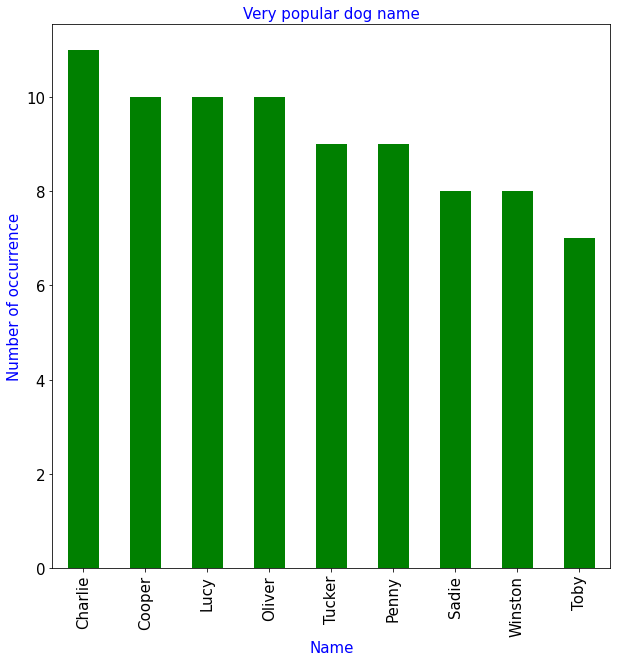 Very popular dog name
Number of occurrence
10
8
6
4
2
0
Charlie
Cooper
Lucy
Oliver
Tucker
Penny
Sadie
Winston
Toby
Name